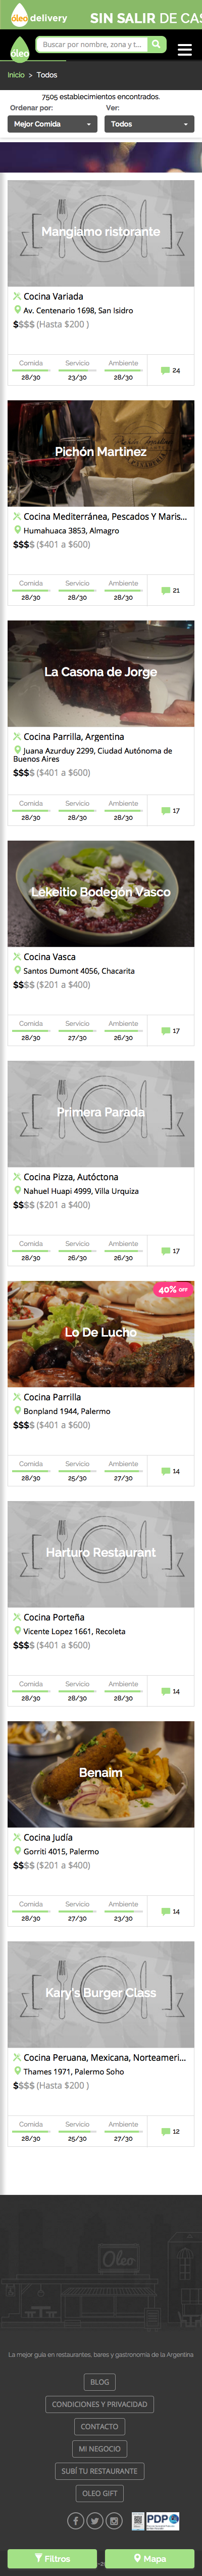 óleo delivery SIN SALIR DE CAS
óleo
Buscar por nombre, zona y t...
Inicio > Todos
7505 establecimientos encontrados.
Ordenar por: Ver:
Mejor Comida Todos
Mangiamo ristorante
Cocina Variada
Av. Centenario 1698, San Isidro
$$$$ (Hasta $200 )
Comida Servicio Ambiente
28/30 23/30 28/30 24
Pichón Martinez
Cocina Mediterránea, Pescados Y Maris...
Humahuaca 3853, Almagro
$$$$ ($401 a $600)
Comida Servicio Ambiente
28/30 28/30 28/30 21
La Casona de Jorge
Cocina Parrilla, Argentina
Juana Azurduy 2299, Ciudad Autónoma de
Buenos Aires
$$$$ ($401 a $600)
Comida Servicio Ambiente
28/30 28/30 28/30 17
Lekeitio Bodegón Vasco
Cocina Vasca
Santos Dumont 4056, Chacarita
$$$$ ($201 a $400)
Comida Servicio Ambiente
28/30 27/30 26/30 17
Primera Parada
Cocina Pizza, Autóctona
Nahuel Huapi 4999, Villa Urquiza
$$$$ ($201 a $400)
Comida Servicio Ambiente
28/30 26/30 26/30 17
40% OFF
Lo De Lucho
Cocina Parrilla
Bonpland 1944, Palermo
$$$$ ($401 a $600)
Comida Servicio Ambiente
28/30 25/30 27/30 14
Harturo Restaurant
Cocina Porteña
Vicente Lopez 1661, Recoleta
$$$$ ($401 a $600)
Comida Servicio Ambiente
28/30 28/30 28/30 14
Benaim
Cocina Judía
Gorriti 4015, Palermo
$$$$ ($201 a $400)
Comida Servicio Ambiente
28/30 27/30 23/30 14
Kary's Burger Class
Cocina Peruana, Mexicana, Norteameri...
Thames 1971, Palermo Soho
$$$$ (Hasta $200 )
Comida Servicio Ambiente
28/30 25/30 27/30 12
Oleo
La mejor guía en restaurantes, bares y gastronomía de la Argentina
BLOG
CONDICIONES Y PRIVACIDAD
CONTACTO
MI NEGOCIO
SUBÍ TU RESTAURANTE
OLEO GIFT
PDP
Filtros Mapa